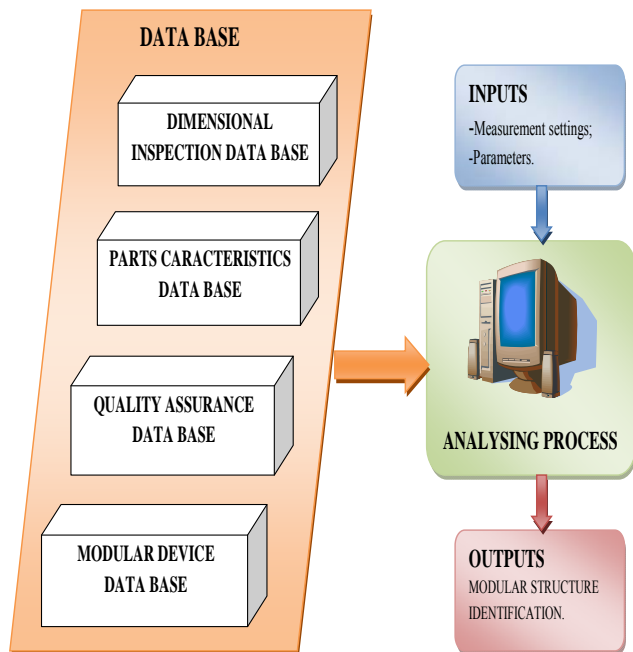 DATA BASE
DIMENSIONAL
INSPECTION DATA BASE
PARTS CARACTERISTICS
DATA BASE
QUALITY ASSURANCE
DATA BASE
MODULAR DEVICE
DATA BASE
INPUTS
-Measurement settings;
-Parameters.
ANALYSING PROCESS
OUTPUTS
MODULAR STRUCTURE
IDENTIFICATION.